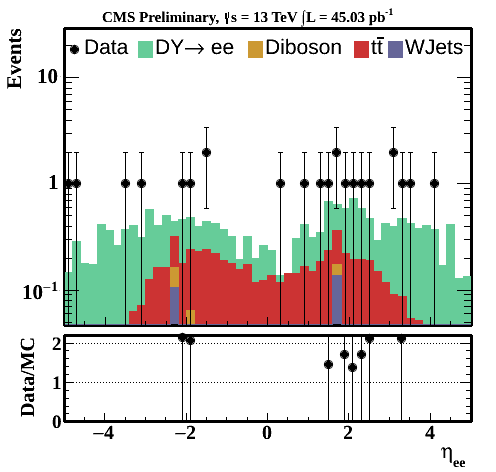 CMS Preliminary, √s = 13 TeV ∫L = 45.03 pb⁻¹
Events
Data DY→ ee Diboson tt̄ WJets
10
1
10⁻¹
Data/MC
2
1
0
−4 −2 0 2 4
η_ee